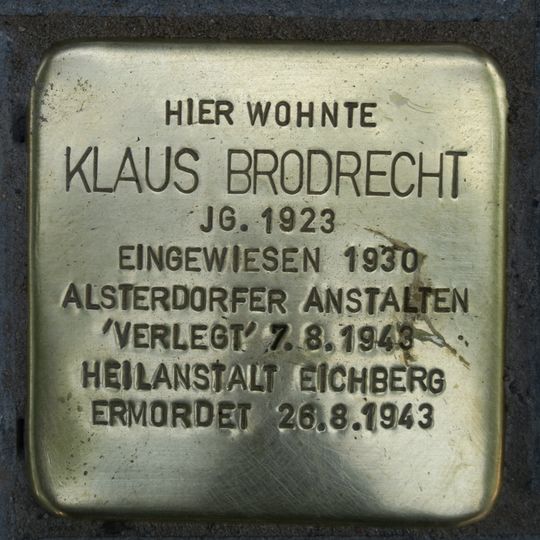 HIER WOHNTE
KLAUS BRODRECHT
JG. 1923
EINGEWIESEN 1930
ALSTERDORFER ANSTALTEN
'VERLEGT' 7.8.1943
HEILANSTALT EICHBERG
ERMORDET 26.8.1943